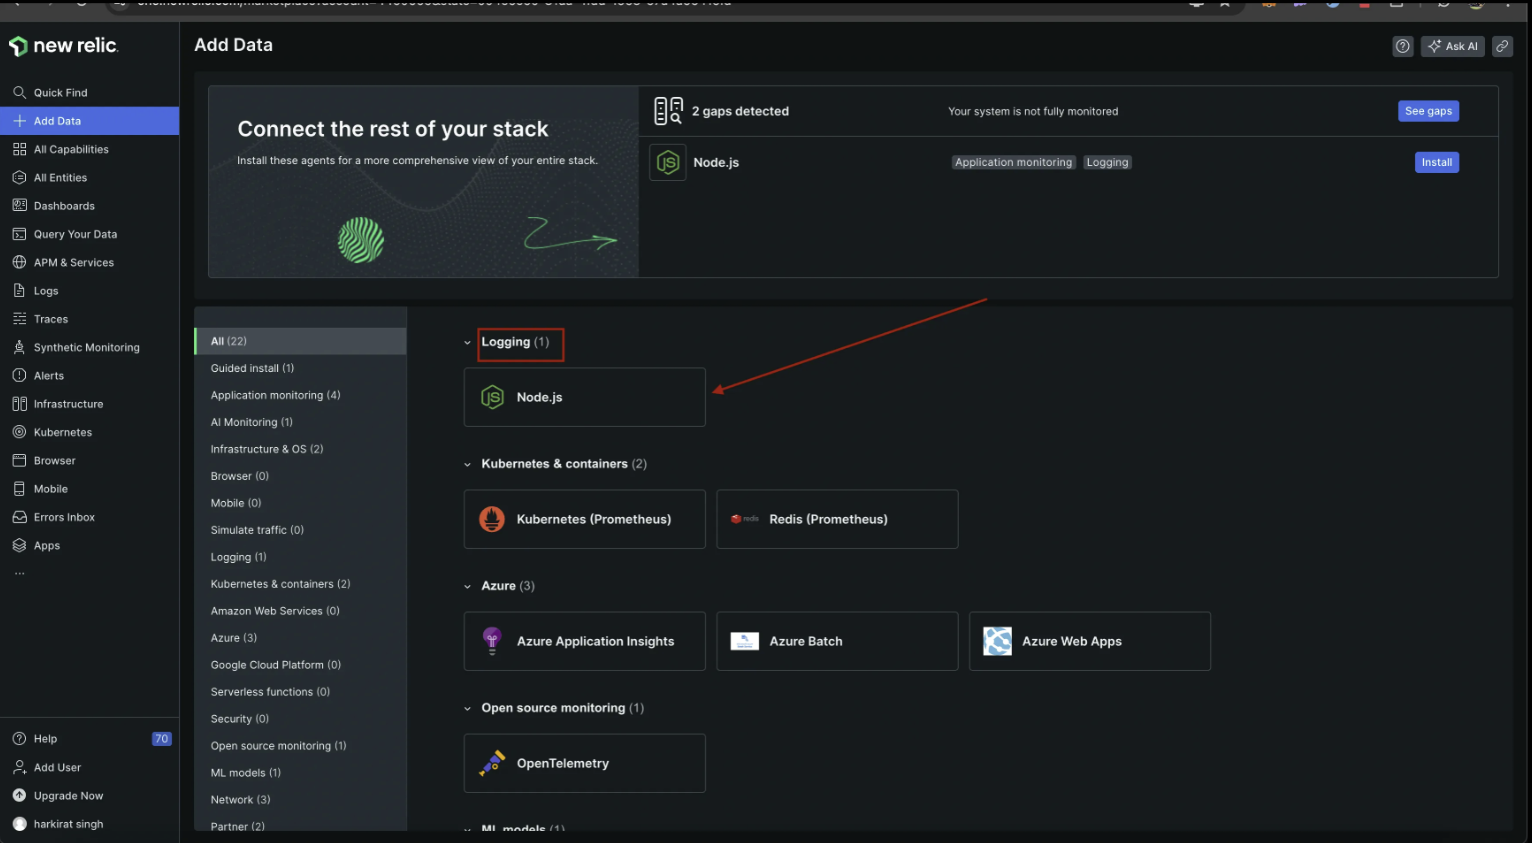 new relic.
Add Data
Ask AI
Quick Find
Add Data
All Capabilities
All Entities
Dashboards
Query Your Data
APM & Services
Logs
Traces
Synthetic Monitoring
Alerts
Infrastructure
Kubernetes
Browser
Mobile
Errors Inbox
Apps
...
Help 70
Add User
Upgrade Now
harkirat singh
Connect the rest of your stack
Install these agents for a more comprehensive view of your entire stack.
2 gaps detected Your system is not fully monitored See gaps
JS Node.js Application monitoring Logging Install
All (22)
Guided install (1)
Application monitoring (4)
AI Monitoring (1)
Infrastructure & OS (2)
Browser (0)
Mobile (0)
Simulate traffic (0)
Logging (1)
Kubernetes & containers (2)
Amazon Web Services (0)
Azure (3)
Google Cloud Platform (0)
Serverless functions (0)
Security (0)
Open source monitoring (1)
ML models (1)
Network (3)
Partner (2)
Logging (1)
JS Node.js
Kubernetes & containers (2)
Kubernetes (Prometheus) redis Redis (Prometheus)
Azure (3)
Azure Application Insights Azure Batch Azure Web Apps
Open source monitoring (1)
OpenTelemetry
ML models (1)